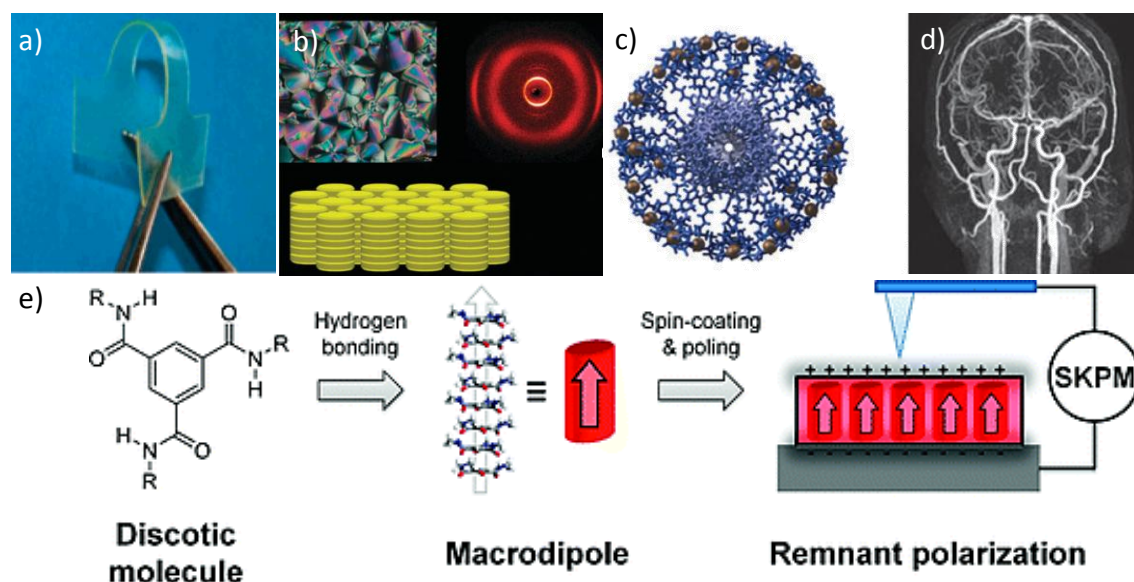 a)
b)
c)
d)
e)
R
H
N
O
O
N
R
H
H
N
O
R
Hydrogen
bonding
≡
Spin-coating
& poling
+ + + + + + + + +
SKPM
- - - - - - - - -
Discotic
molecule
Macrodipole
Remnant polarization